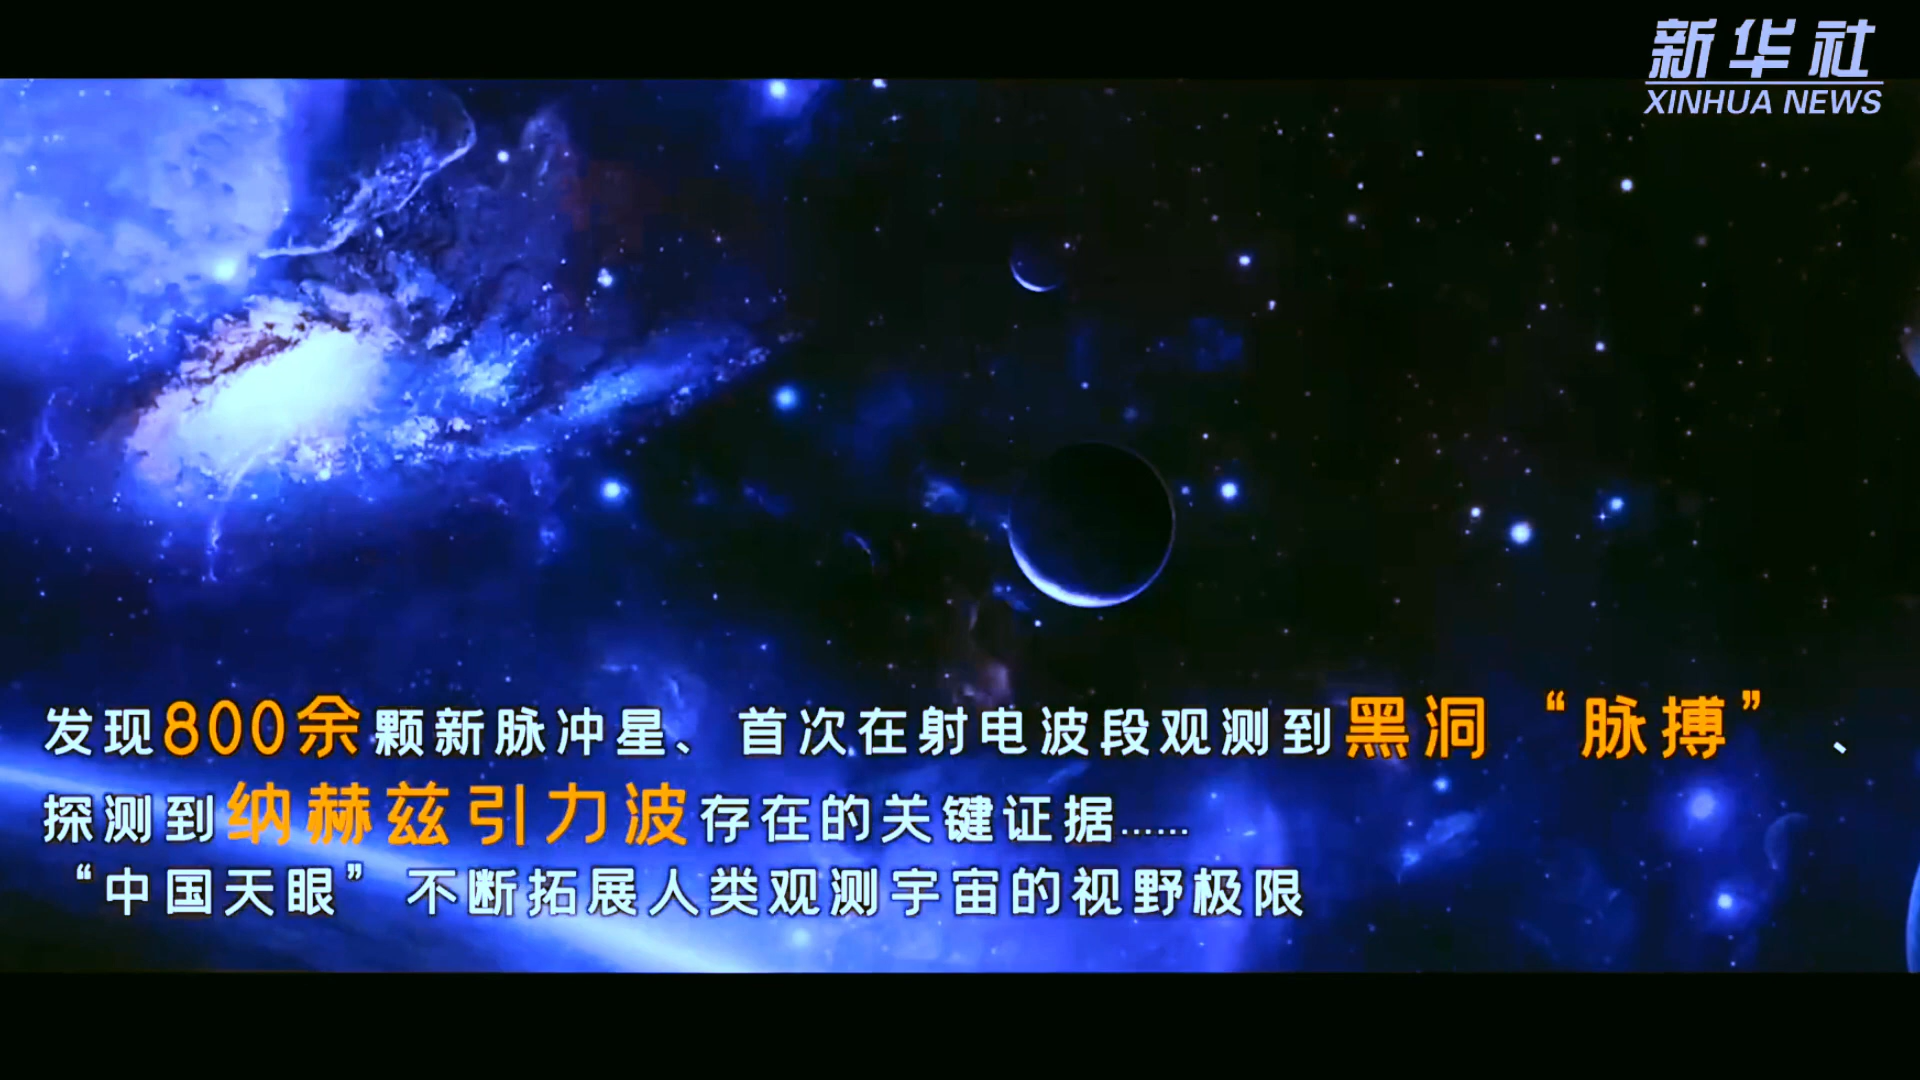 新华社
XINHUA NEWS
发现800余颗新脉冲星、首次在射电波段观测到黑洞“脉搏”、
探测到纳赫兹引力波存在的关键证据……
“中国天眼”不断拓展人类观测宇宙的视野极限